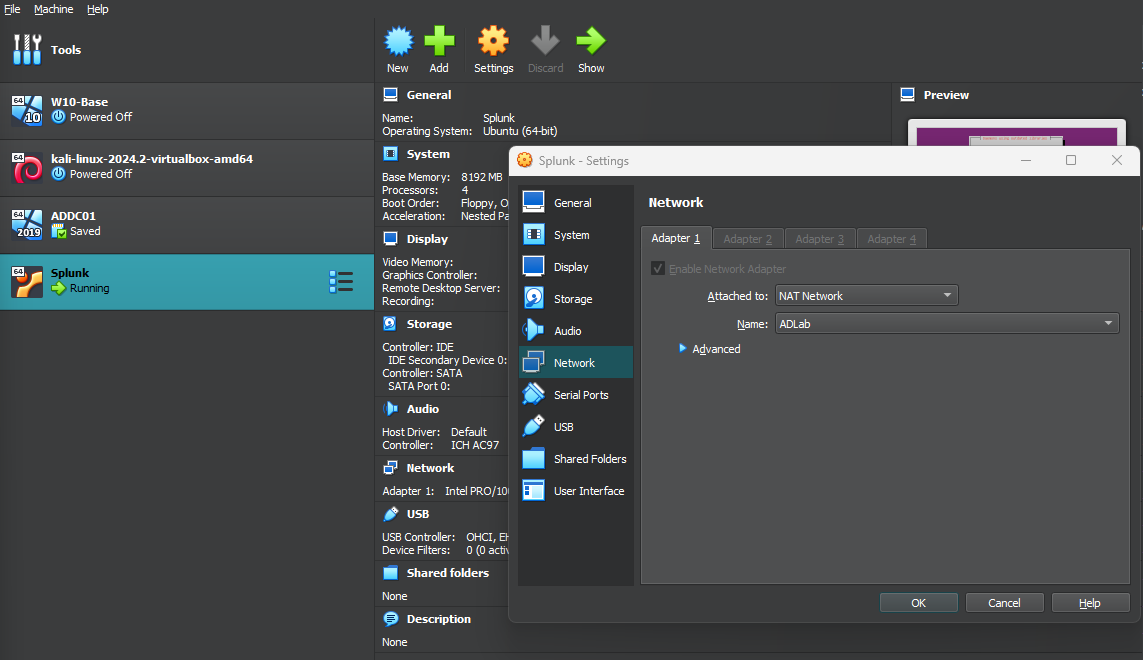 File Machine Help
Tools
New Add Settings Discard Show
64 10 W10-Base
Powered Off
64 kali-linux-2024.2-virtualbox-amd64
Powered Off
64 2019 ADDC01
Saved
64 Splunk
Running
General
Name: Splunk
Operating System: Ubuntu (64-bit)
System
Base Memory: 8192 MB
Processors: 4
Boot Order: Floppy, O
Acceleration: Nested Pa
Display
Video Memory:
Graphics Controller:
Remote Desktop Server:
Recording:
Storage
Controller: IDE
IDE Secondary Device 0:
Controller: SATA
SATA Port 0:
Audio
Host Driver: Default
Controller: ICH AC97
Network
Adapter 1: Intel PRO/100
USB
USB Controller: OHCI, EH
Device Filters: 0 (0 activ
Shared folders
None
Description
None
Preview
Splunk - Settings
General
System
Display
Storage
Audio
Network
Serial Ports
USB
Shared Folders
User Interface
Network
Adapter 1 Adapter 2 Adapter 3 Adapter 4
Enable Network Adapter
Attached to: NAT Network
Name: ADLab
Advanced
OK Cancel Help